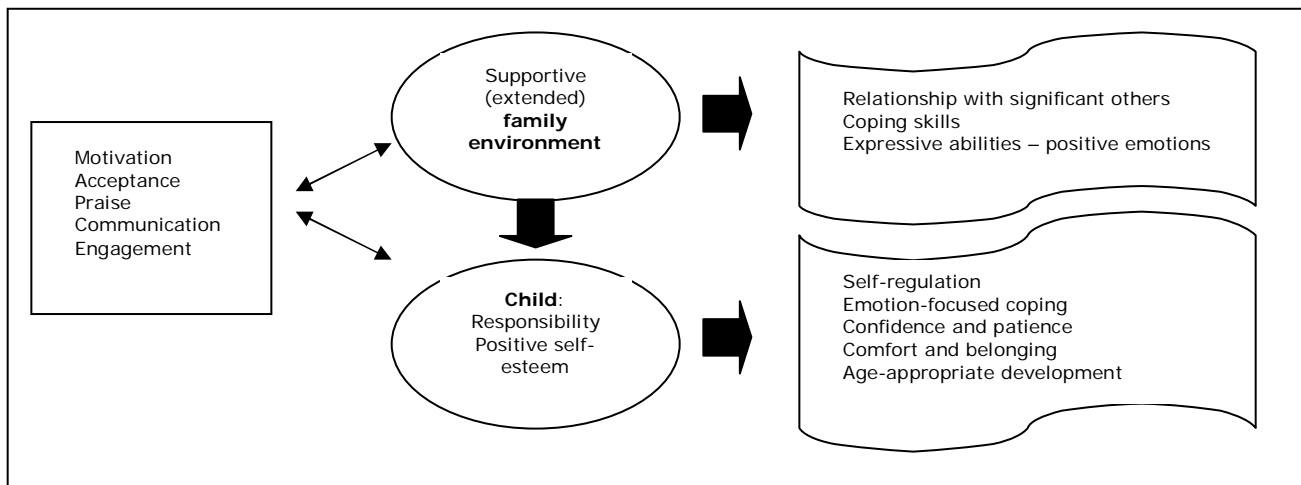 Motivation
Acceptance
Praise
Communication
Engagement
Supportive
(extended)
family
environment
Relationship with significant others
Coping skills
Expressive abilities – positive emotions
Child:
Responsibility
Positive self-
esteem
Self-regulation
Emotion-focused coping
Confidence and patience
Comfort and belonging
Age-appropriate development